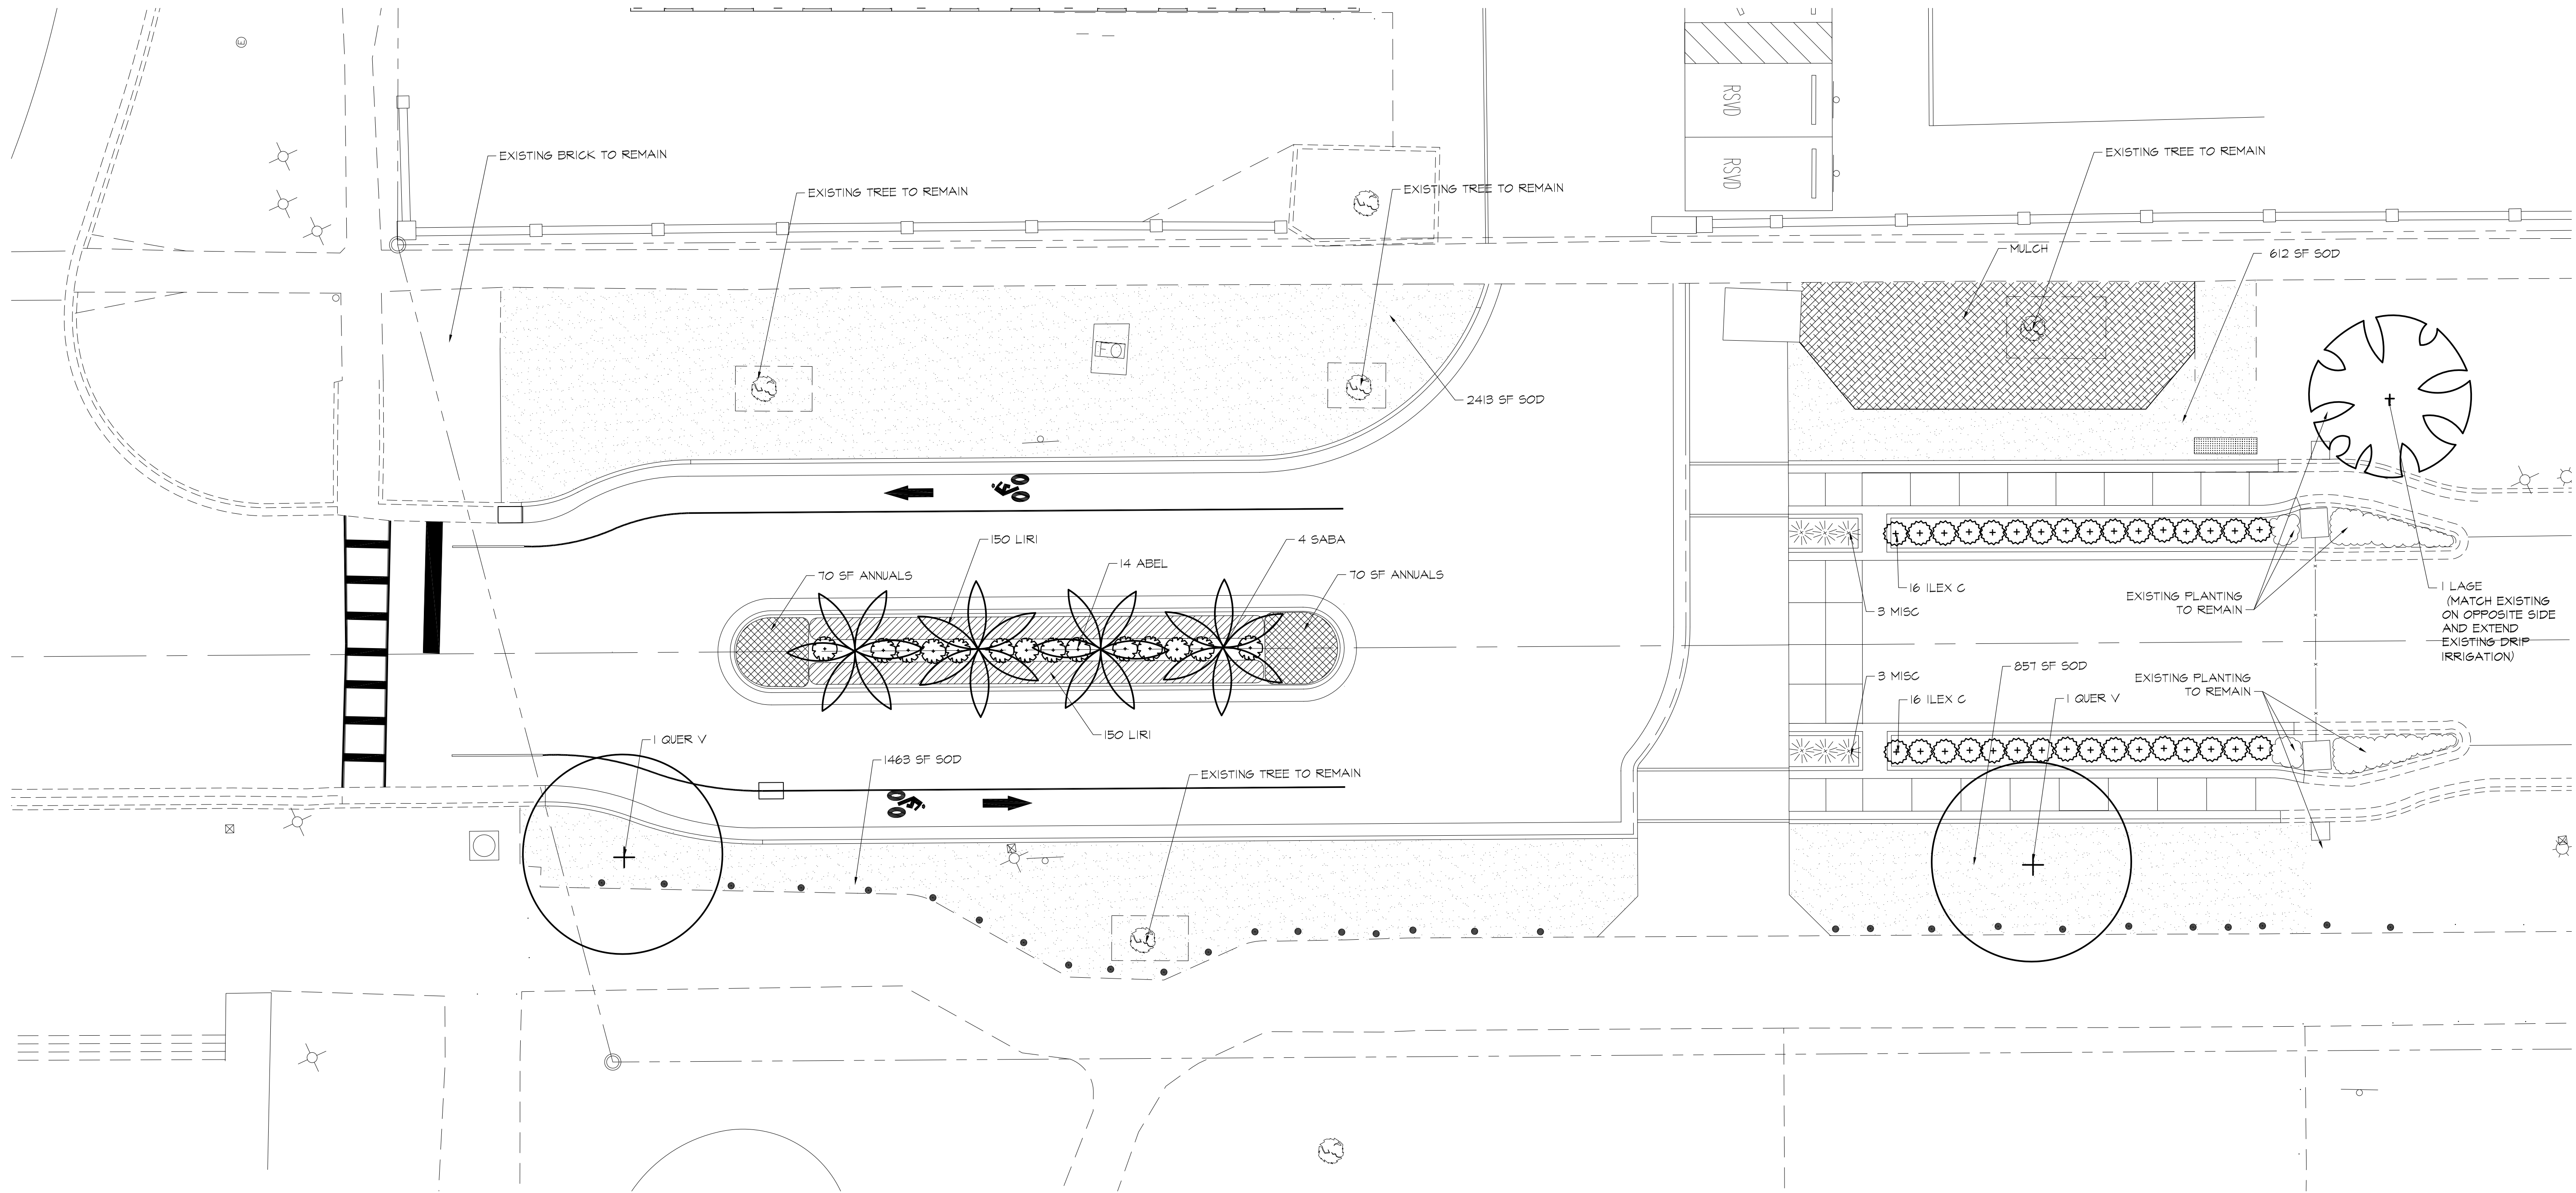 RSVD
RSVD
EXISTING BRICK TO REMAIN
EXISTING TREE TO REMAIN
EXISTING TREE TO REMAIN
EXISTING TREE TO REMAIN
MULCH
612 SF SOD
2413 SF SOD
150 LIRI
4 SABA
14 ABEL
70 SF ANNUALS
70 SF ANNUALS
16 ILEX C
3 MISC
EXISTING PLANTING
TO REMAIN
1 LAGE
(MATCH EXISTING
ON OPPOSITE SIDE
AND EXTEND
EXISTING DRIP
IRRIGATION)
857 SF SOD
3 MISC
EXISTING PLANTING
TO REMAIN
16 ILEX C
1 QUER V
150 LIRI
1 QUER V
1463 SF SOD
EXISTING TREE TO REMAIN